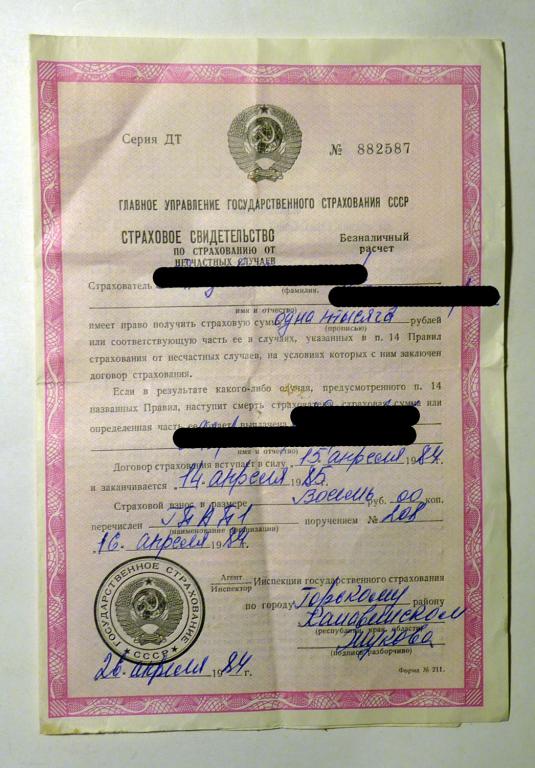 Серия ДТ
№ 882587
ГЛАВНОЕ УПРАВЛЕНИЕ ГОСУДАРСТВЕННОГО СТРАХОВАНИЯ СССР
СТРАХОВОЕ СВИДЕТЕЛЬСТВО
ПО СТРАХОВАНИЮ ОТ
НЕСЧАСТНЫХ СЛУЧАЕВ
Безналичный
расчет
Страхователь
(фамилия,
имя и отчество)
имеет право получить страховую сумму одна тысяча рублей
(прописью)
или соответствующую часть ее в случаях, указанных в п. 14 Правил
страхования от несчастных случаев, на условиях которых с ним заключен
договор страхования.
Если в результате какого-либо случая, предусмотренного п. 14
названных Правил, наступит смерть страхователя, страховая сумма или
определенная часть ее будет выплачена
имя и отчество)
Договор страхования вступает в силу 15 апреля 1984г.
и заканчивается 14 апреля 1985.
Страховой взнос в размере Восемь руб. 00 коп.
перечислен поручением № 208
(наименование организации)
16 апреля 1984
Агент
Инспектор
Инспекции государственного страхования
по городу Горькому району
Канавинском
(республики, края, области)
(подпись разборчиво)
ГОСУДАРСТВЕННОЕ СТРАХОВАНИЕ
СССР
26 апреля 1984 г.
Форма № 211.